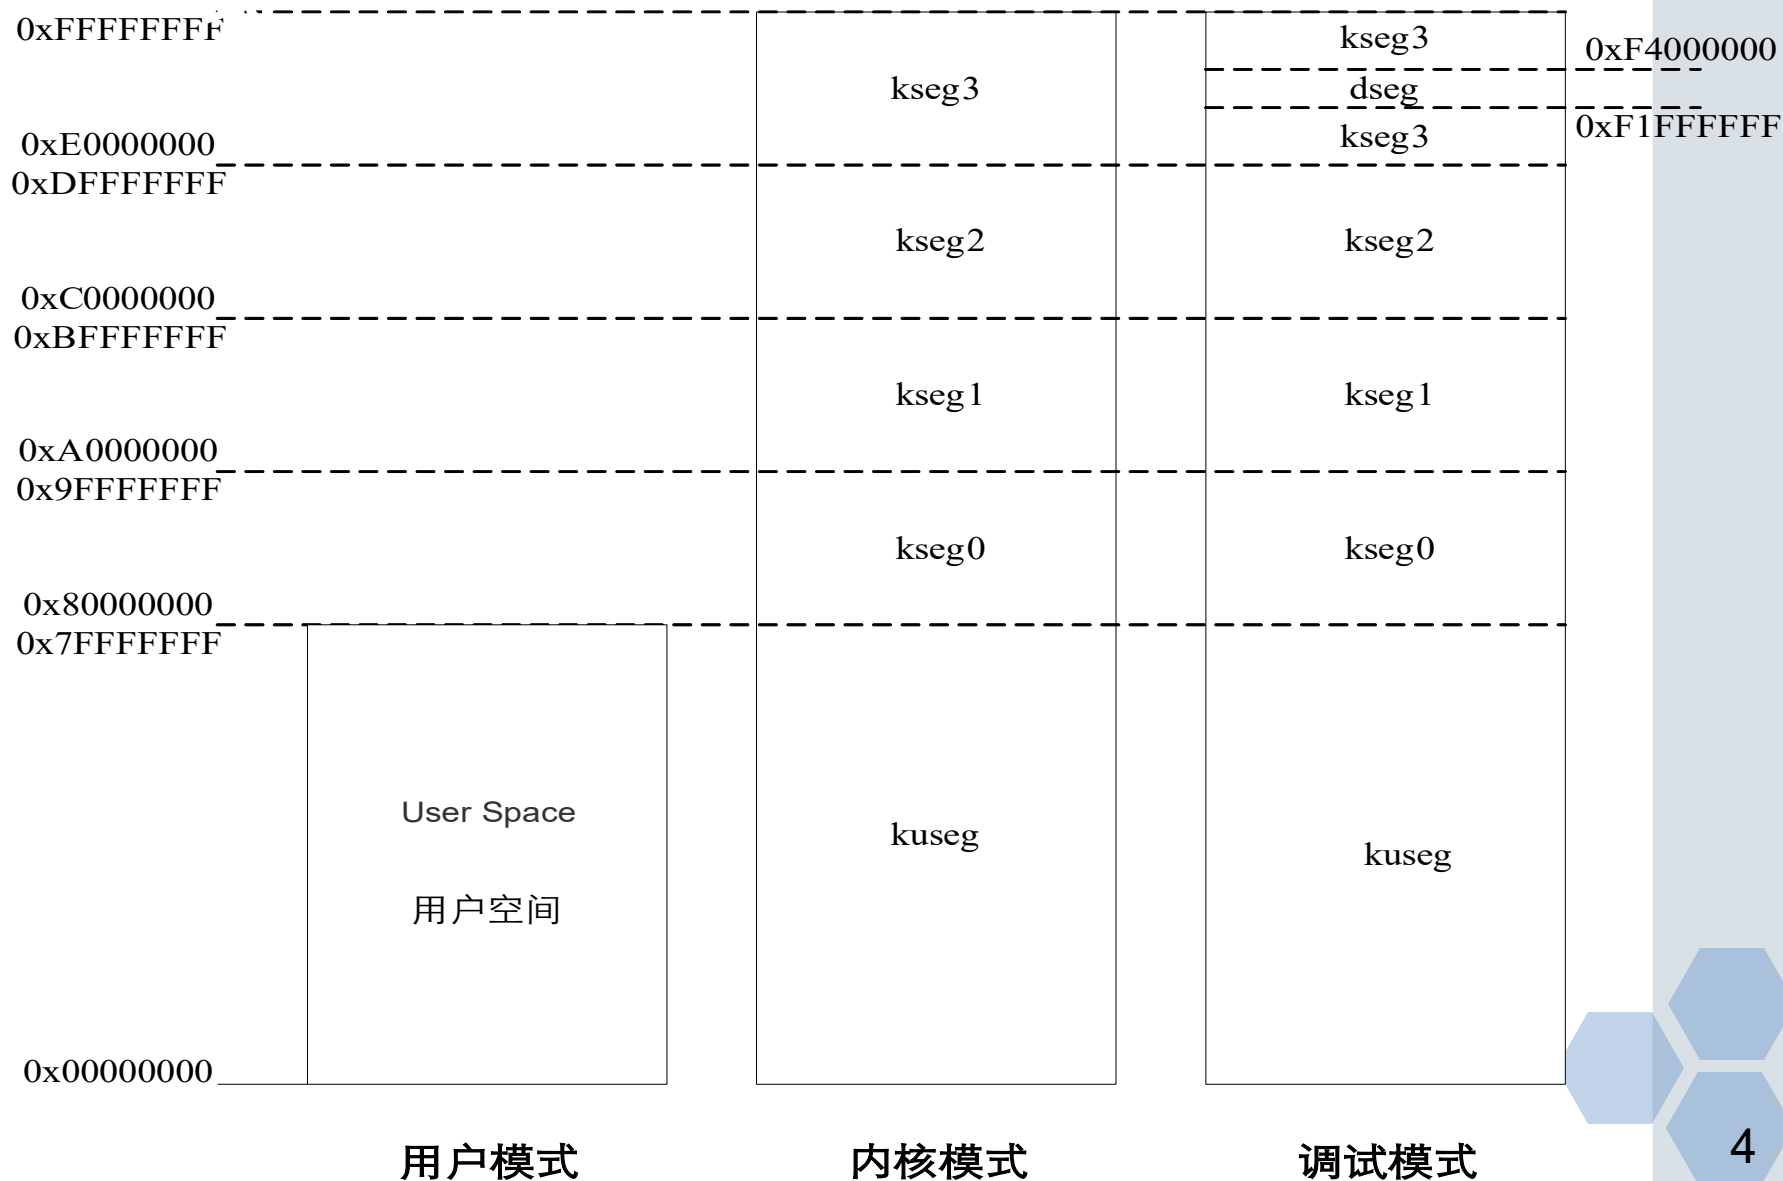 0xFFFFFFFF
kseg3
0xF4000000
kseg3
dseg
0xF1FFFFFF
kseg3
0xE0000000
0xDFFFFFFF
kseg2
kseg2
0xC0000000
0xBFFFFFFF
kseg1
kseg1
0xA0000000
0x9FFFFFFF
kseg0
kseg0
0x80000000
0x7FFFFFFF
User Space
用户空间
kuseg
kuseg
0x00000000
用户模式
内核模式
调试模式
4